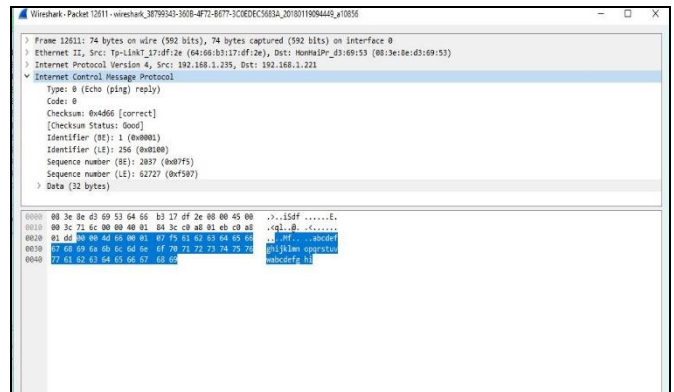 Wireshark - Packet 12611 - wireshark_38799343-360B-4F72-B677-3C0EDEC5683A_20180119094449_a10856
Frame 12611: 74 bytes on wire (592 bits), 74 bytes captured (592 bits) on interface 0
Ethernet II, Src: Tp-LinkT_17:df:2e (64:66:b3:17:df:2e), Dst: HonHaiPr_d3:69:53 (08:3e:8e:d3:69:53)
Internet Protocol Version 4, Src: 192.168.1.235, Dst: 192.168.1.221
Internet Control Message Protocol
Type: 0 (Echo (ping) reply)
Code: 0
Checksum: 0x4d66 [correct]
[Checksum Status: Good]
Identifier (BE): 1 (0x0001)
Identifier (LE): 256 (0x0100)
Sequence number (BE): 2037 (0x07f5)
Sequence number (LE): 62727 (0xf507)
Data (32 bytes)
0000 08 3e 8e d3 69 53 64 66 b3 17 df 2e 08 00 45 00 .>..iSdf ......E.
0010 00 3c 71 6c 00 00 40 01 84 3c c0 a8 01 eb c0 a8 .<ql..@. .<......
0020 01 dd 00 00 4d 66 00 01 07 f5 61 62 63 64 65 66 ....Mf.. ..abcdef
0030 67 68 69 6a 6b 6c 6d 6e 6f 70 71 72 73 74 75 76 ghijklmn opqrstuv
0040 77 61 62 63 64 65 66 67 68 69 wabcdefg hi